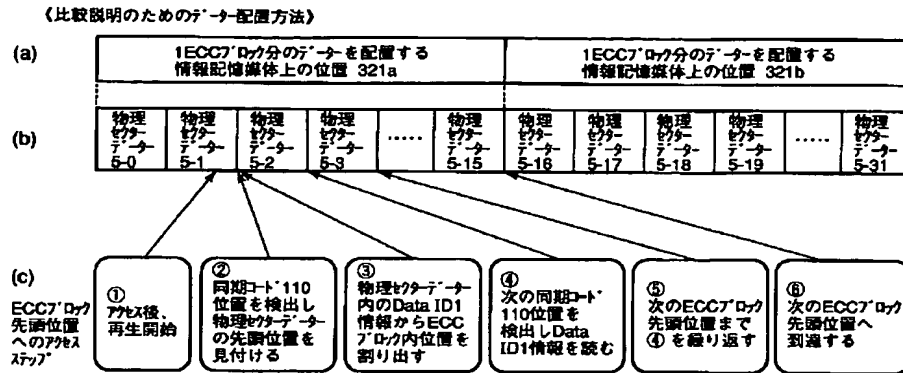 《比較説明のためのデーター配置方法》
(a)
1ECCブロック分のデーターを配置する
情報記憶媒体上の位置 321a
1ECCブロック分のデーターを配置する
情報記憶媒体上の位置 321b
(b)
物理
セクター
データー
5-0
物理
セクター
データー
5-1
物理
セクター
データー
5-2
物理
セクター
データー
5-3
.....
物理
セクター
データー
5-15
物理
セクター
データー
5-16
物理
セクター
データー
5-17
物理
セクター
データー
5-18
物理
セクター
データー
5-19
.....
物理
セクター
データー
5-31
(c)
ECCブロック
先頭位置
へのアクセス
ステップ
①
アクセス後、
再生開始
②
同期コード110
位置を検出し
物理セクターデーター
の先頭位置を
見付ける
③
物理セクターデーター
内のData ID1
情報からECC
ブロック内位置を
割り出す
④
次の同期コード
110位置を
検出しData
ID1情報を読む
⑤
次のECCブロック
先頭位置まで
④を繰り返す
⑥
次のECCブロック
先頭位置へ
到達する